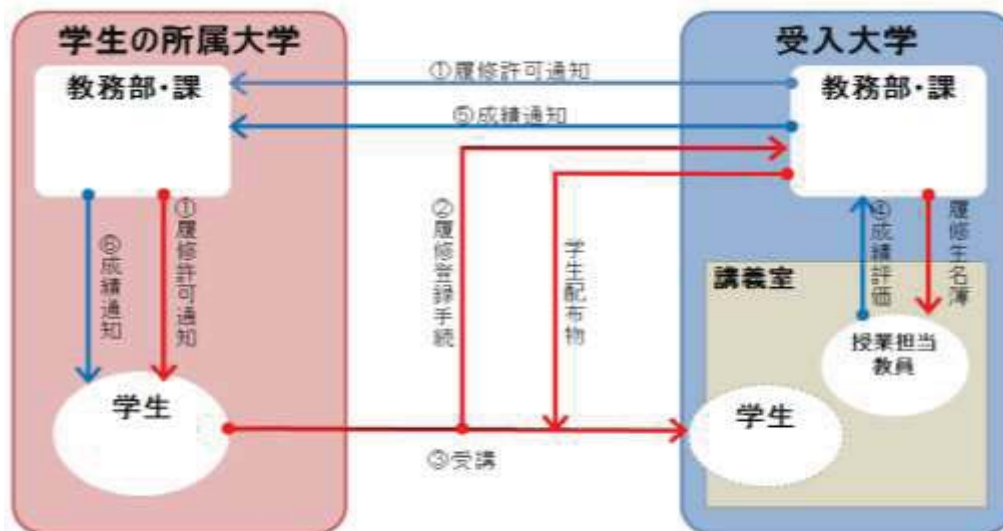 学生の所属大学
受入大学
教務部・課
教務部・課
①履修許可通知
⑤成績通知
⑥成績通知
①履修許可通知
②履修登録手続
学生配布物
④成績評価
履修生名簿
講義室
授業担当
教員
学生
学生
③受講